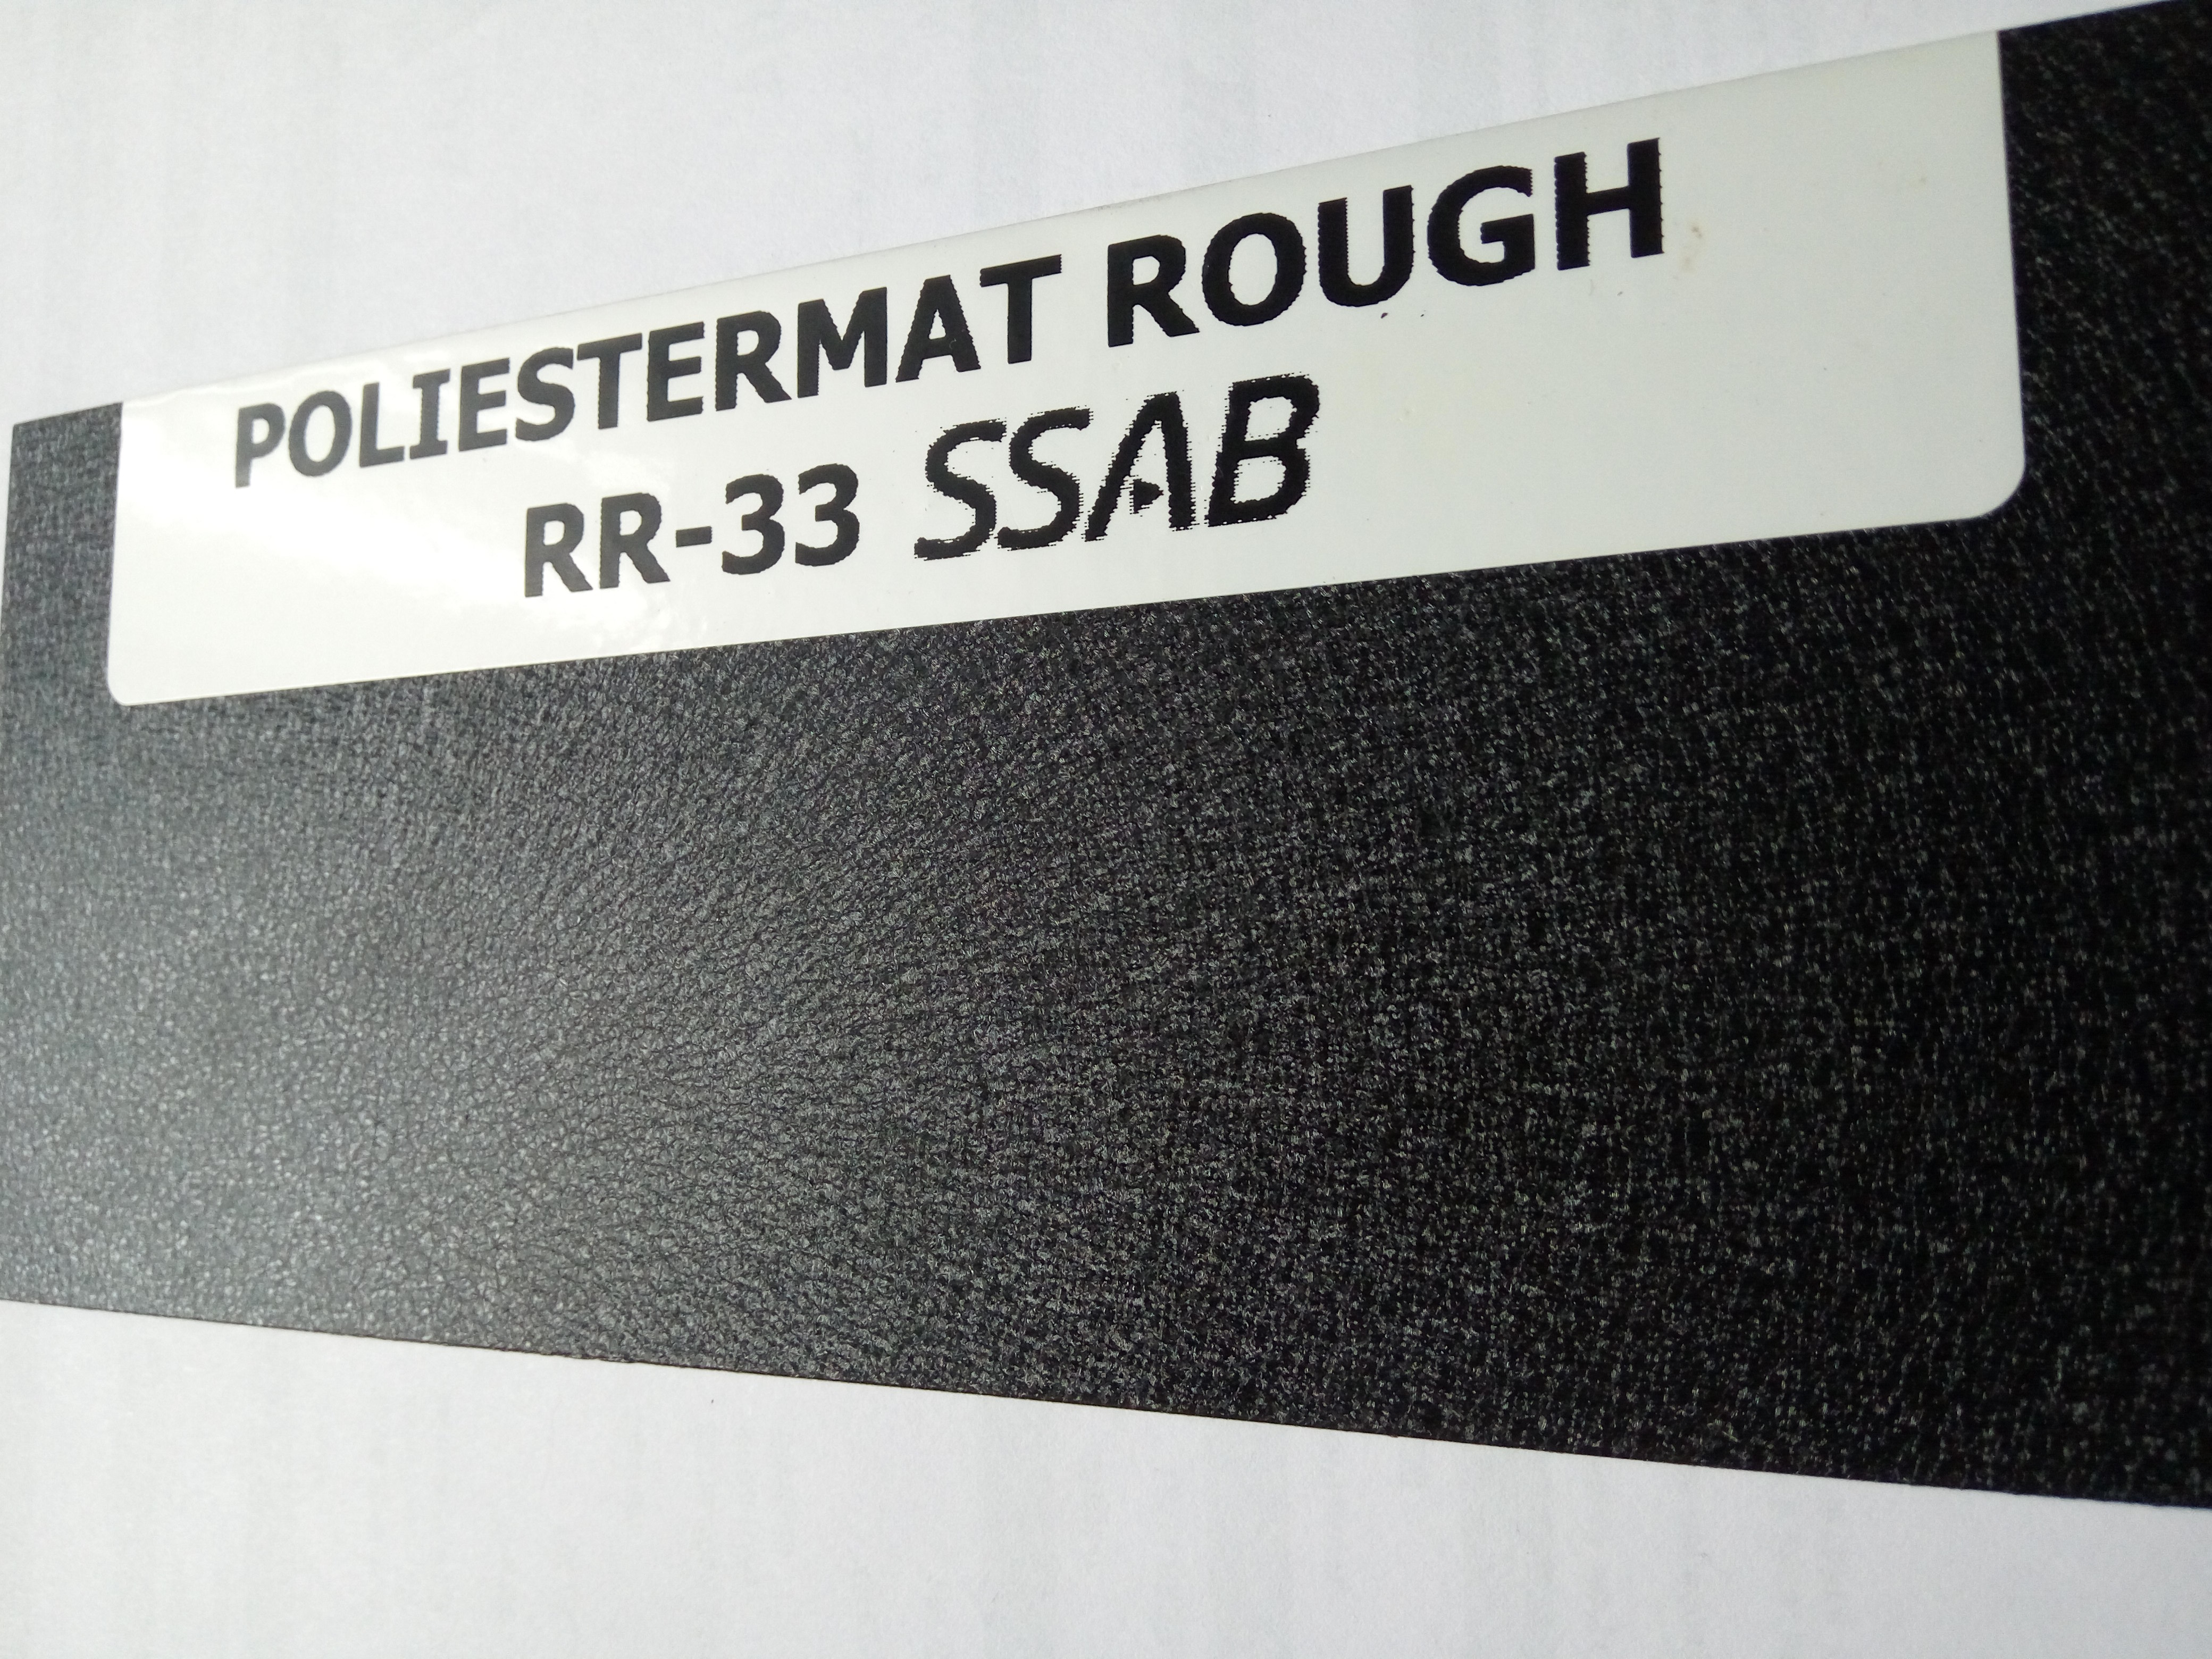 POLIESTERMAT ROUGH
RR-33 SSAB